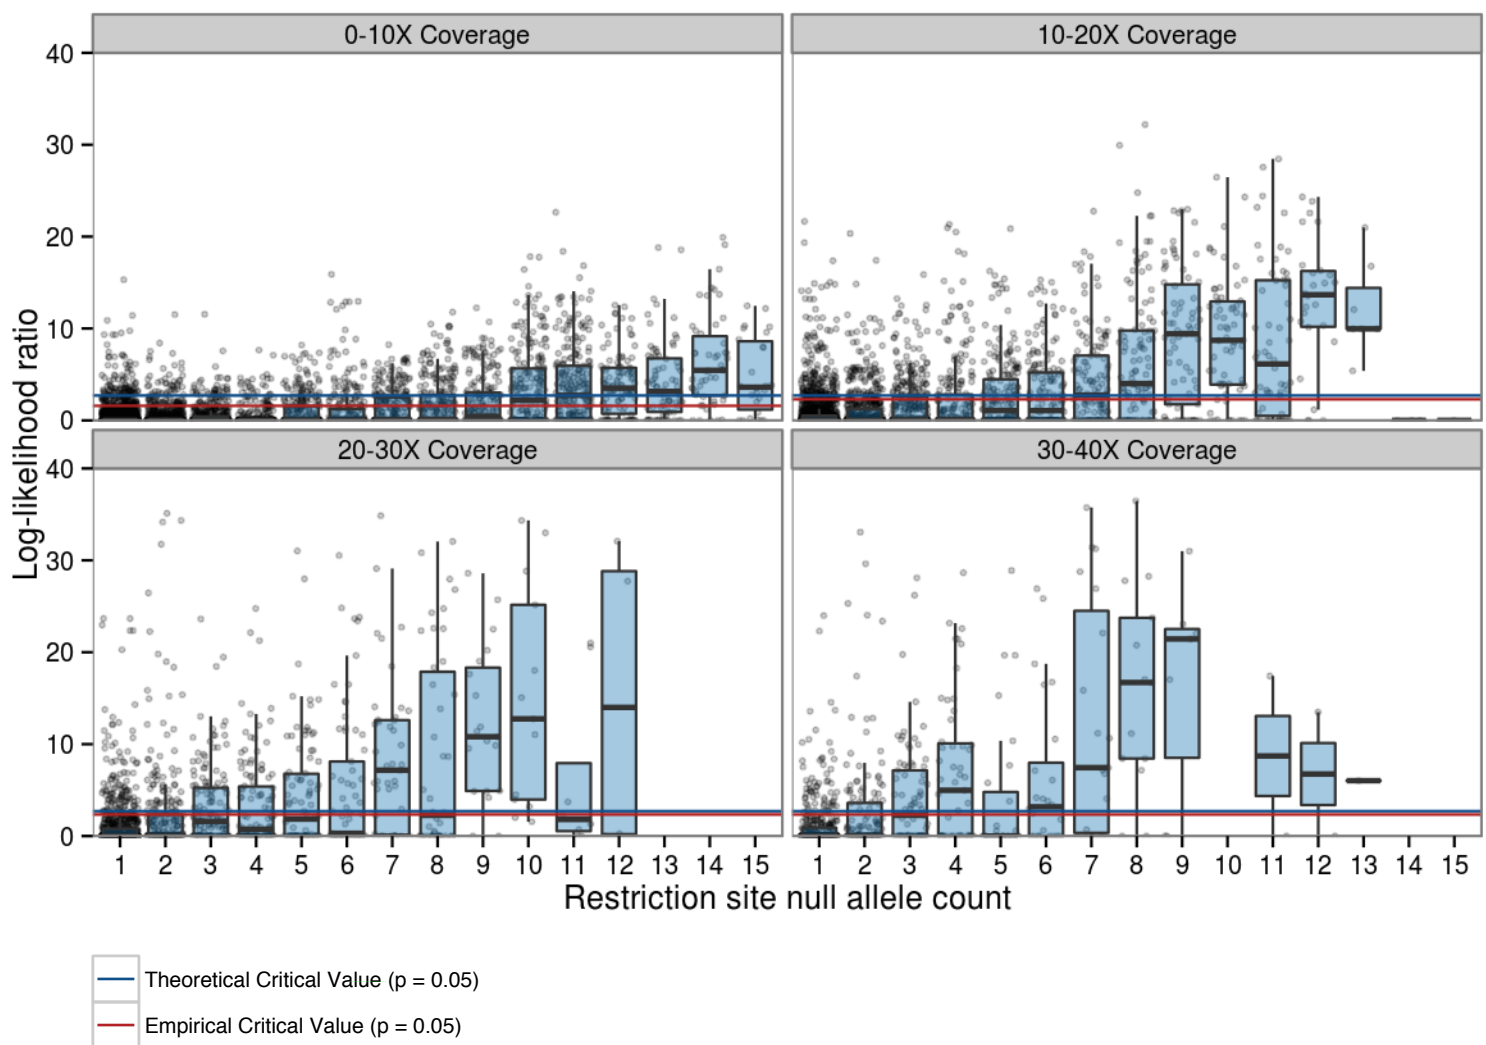 0-10X Coverage
10-20X Coverage
40
30
20
10
0
20-30X Coverage
30-40X Coverage
40
30
20
10
0
Log-likelihood ratio
1 2 3 4 5 6 7 8 9 10 11 12 13 14 15
1 2 3 4 5 6 7 8 9 10 11 12 13 14 15
Restriction site null allele count
Theoretical Critical Value (p = 0.05)
Empirical Critical Value (p = 0.05)